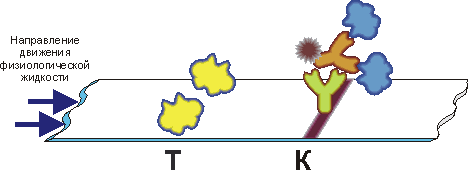 Направление
движения
физиологической
жидкости
Т
К